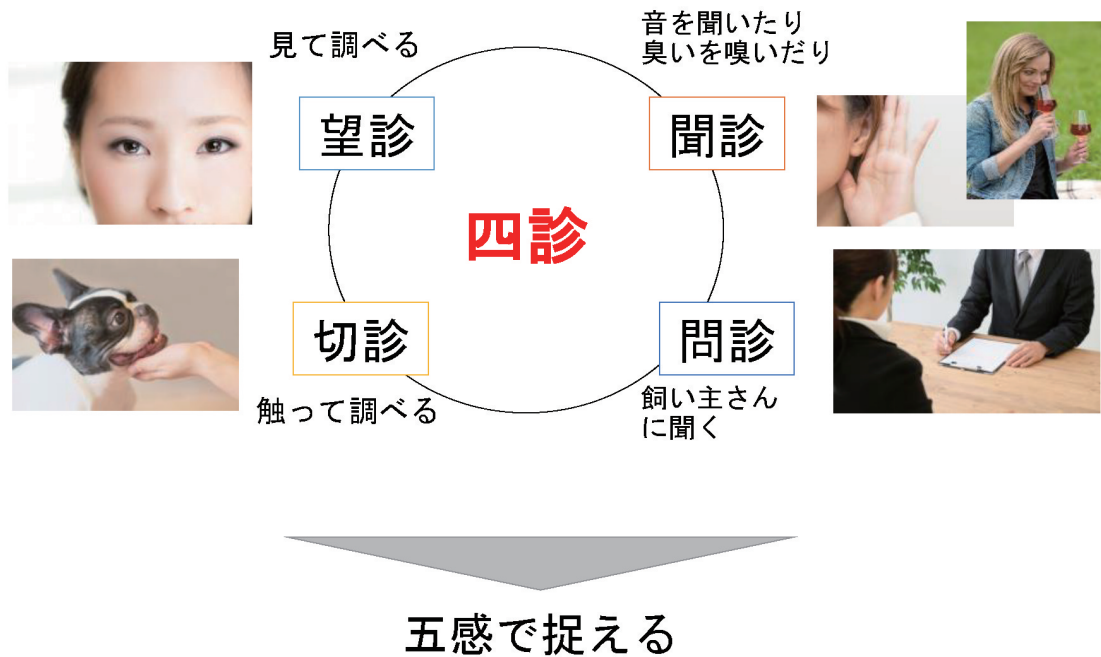 見て調べる
望診
音を聞いたり
臭いを嗅いだり
聞診
四診
切診
触って調べる
問診
飼い主さん
に聞く
五感で捉える